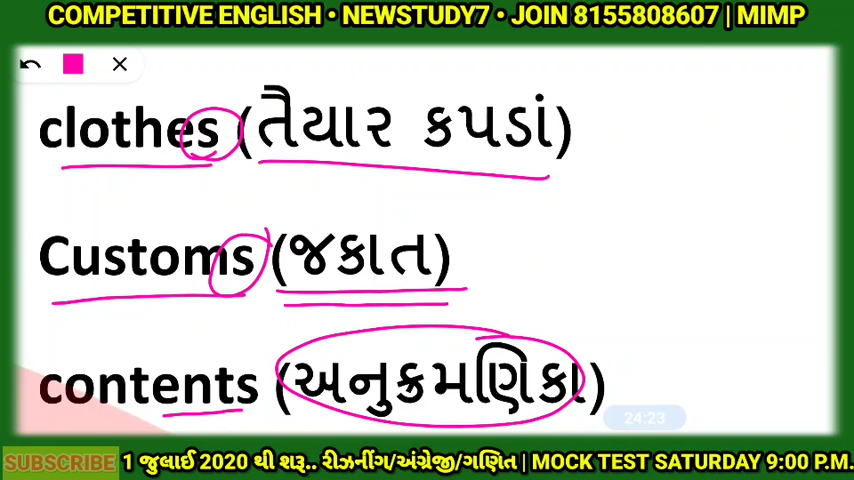 COMPETITIVE ENGLISH • NEWSTUDY7 • JOIN 8155808607 | MIMP
clothes (તૈયાર કપડાં)
Customs (જકાત)
contents (અનુક્રમણિકા)
24:23
SUBSCRIBE 1 જુલાઈ 2020 થી શરૂ.. રીઝનીંગ/અંગ્રેજી/ગણિત | MOCK TEST SATURDAY 9:00 P.M.